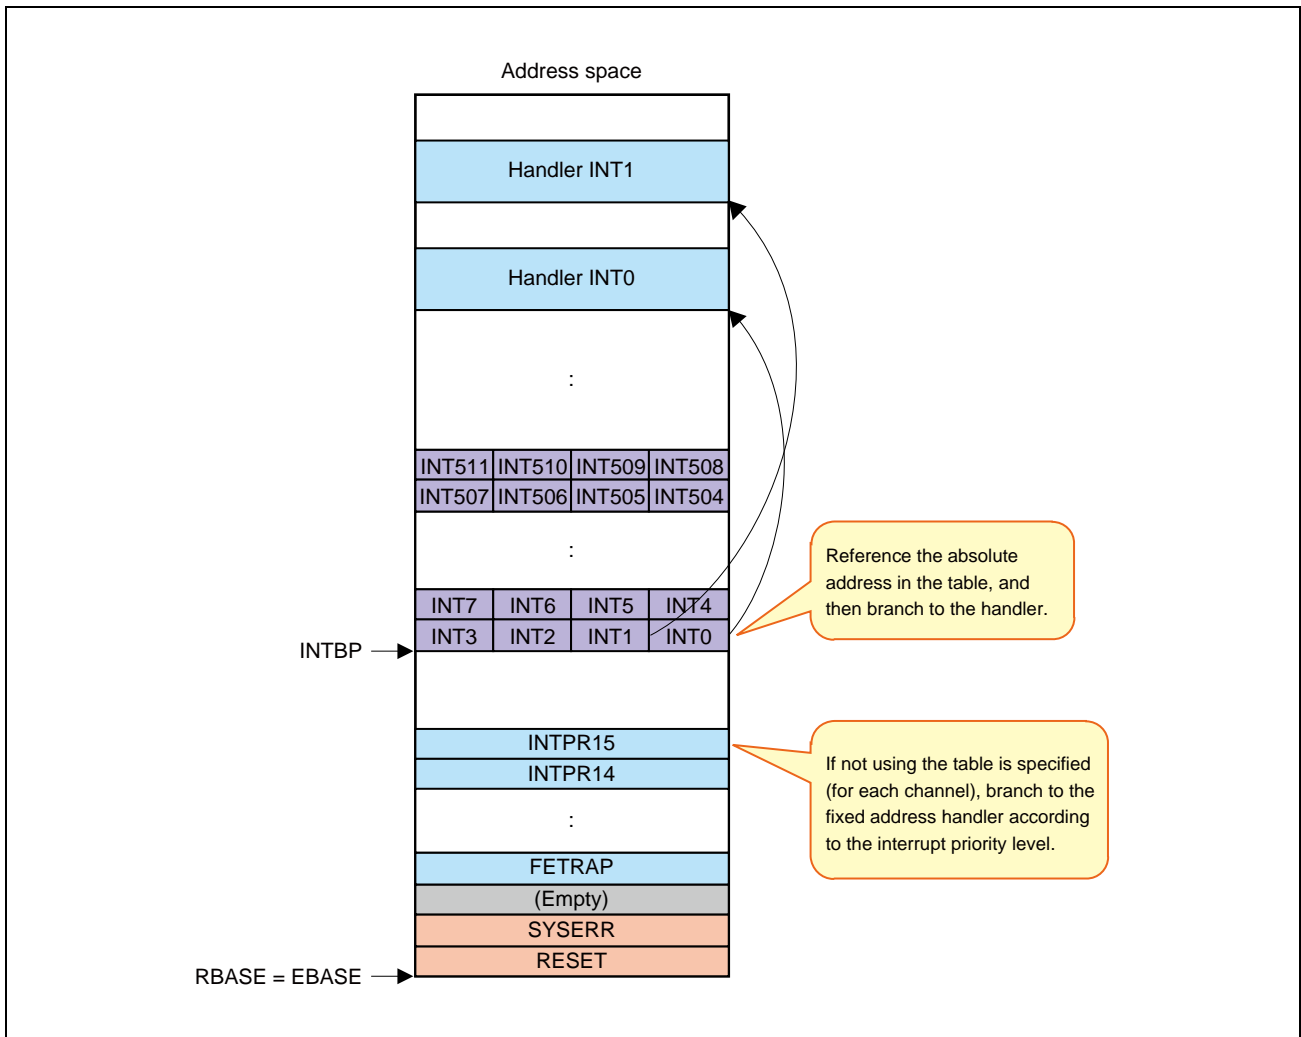 Address space
Handler INT1
Handler INT0
:
INT511 INT510 INT509 INT508
INT507 INT506 INT505 INT504
:
INT7 INT6 INT5 INT4
INT3 INT2 INT1 INT0
INTBP
Reference the absolute
address in the table, and
then branch to the handler.
INTPR15
INTPR14
:
If not using the table is specified
(for each channel), branch to the
fixed address handler according
to the interrupt priority level.
FETRAP
(Empty)
SYSERR
RESET
RBASE = EBASE